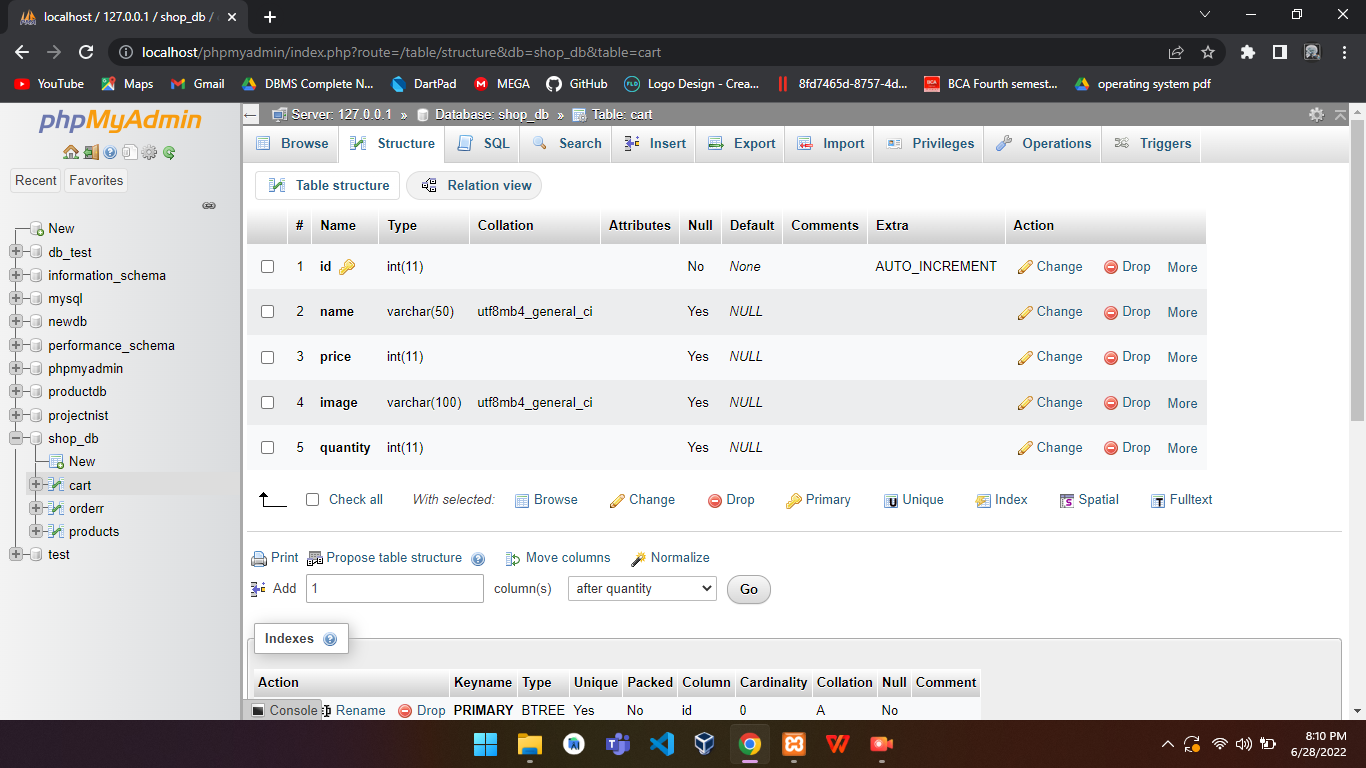 localhost / 127.0.0.1 / shop_db /
localhost/phpmyadmin/index.php?route=/table/structure&db=shop_db&table=cart
YouTube Maps Gmail DBMS Complete N... DartPad MEGA GitHub Logo Design - Crea... 8fd7465d-8757-4d... BCA Fourth semest... operating system pdf
phpMyAdmin
Recent Favorites
New
db_test
information_schema
mysql
newdb
performance_schema
phpmyadmin
productdb
projectnist
shop_db
New
cart
orderr
products
test
Server: 127.0.0.1 » Database: shop_db » Table: cart
Browse Structure SQL Search Insert Export Import Privileges Operations Triggers
Table structure Relation view
# Name Type Collation Attributes Null Default Comments Extra Action
1 id int(11) No None AUTO_INCREMENT Change Drop More
2 name varchar(50) utf8mb4_general_ci Yes NULL Change Drop More
3 price int(11) Yes NULL Change Drop More
4 image varchar(100) utf8mb4_general_ci Yes NULL Change Drop More
5 quantity int(11) Yes NULL Change Drop More
Check all With selected: Browse Change Drop Primary Unique Index Spatial Fulltext
Print Propose table structure Move columns Normalize
Add 1 column(s) after quantity Go
Indexes
Action Keyname Type Unique Packed Column Cardinality Collation Null Comment
Console Rename Drop PRIMARY BTREE Yes No id 0 A No
8:10 PM
6/28/2022